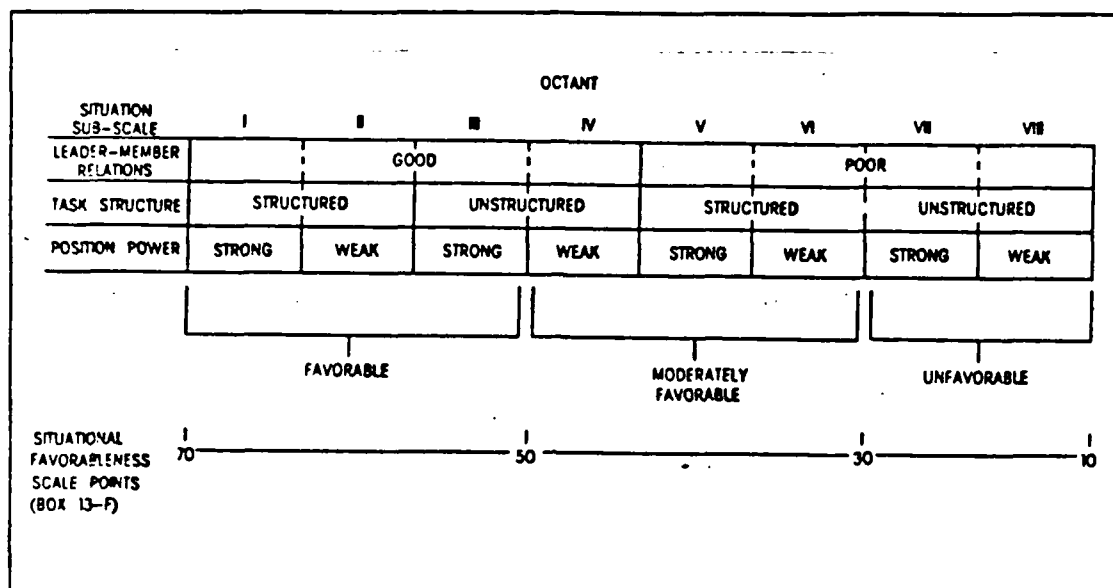 OCTANT
SITUATION
SUB-SCALE I II III IV V VI VII VIII
LEADER-MEMBER
RELATIONS GOOD POOR
TASK STRUCTURE STRUCTURED UNSTRUCTURED STRUCTURED UNSTRUCTURED
POSITION POWER STRONG WEAK STRONG WEAK STRONG WEAK STRONG WEAK
FAVORABLE MODERATELY
FAVORABLE UNFAVORABLE
SITUATIONAL
FAVORABLENESS 70 50 30 10
SCALE POINTS
(BOX 13-F)